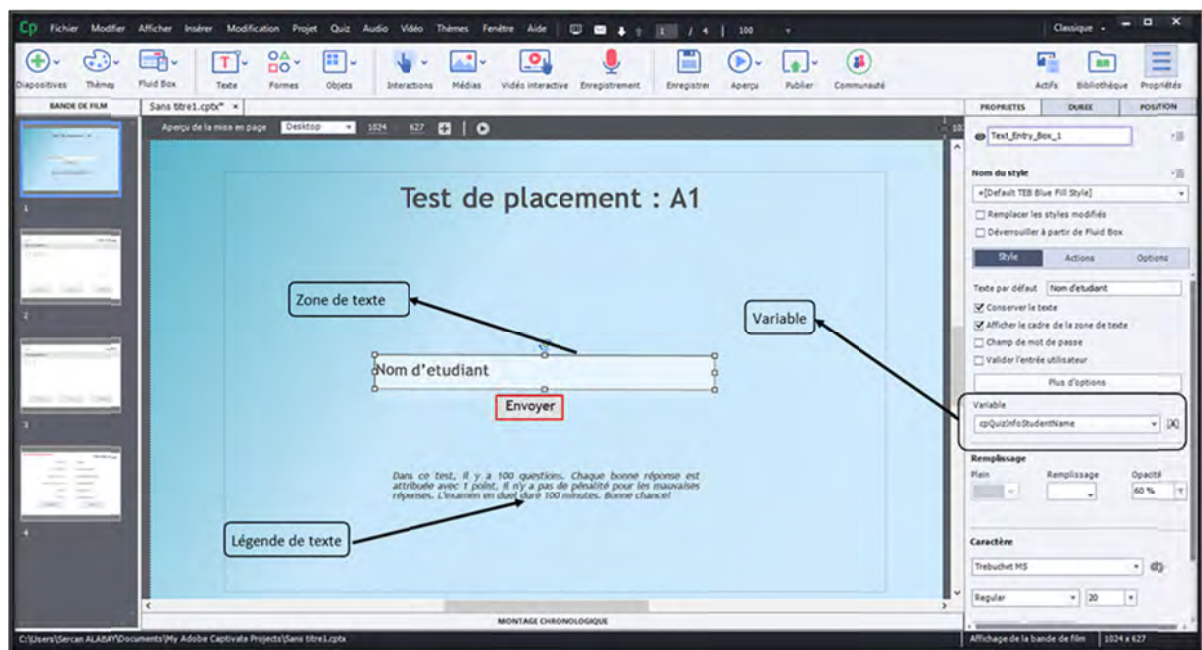 Cp Fichier Modifier Afficher Insérer Modification Projet Quiz Audio Vidéo Thèmes Fenêtre Aide 1 / 4 100 Classique
Diapositives Thèmes Fluid Box Texte Formes Objets Interactions Médias Vidéo interactive Enregistrement Enregistrer Aperçu Publier Communauté Actifs Bibliothèque Propriétés
BANDE DE FILM Sans titre1.cptx* × PROPRIETES DUREE POSITION
Aperçu de la mise en page Desktop 1024 627
Text_Entry_Box_1
Nom du style
+[Default TEB Blue Fill Style]
Remplacer les styles modifiés
Déverrouiller à partir de Fluid Box
Style Actions Options
Texte par défaut Nom d'etudiant
Conserver le texte
Afficher le cadre de la zone de texte
Champ de mot de passe
Valider l'entrée utilisateur
Plus d'options
Variable
cpQuizInfoStudentName [X]
Remplissage
Plein Remplissage Opacité
60 %
Caractère
Trebuchet MS
Regular 20
1
2
3
4
Test de placement : A1
Zone de texte
Variable
Nom d'etudiant
Envoyer
Dans ce test, il y a 100 questions. Chaque bonne réponse est
attribuée avec 1 point, il n'y a pas de pénalité pour les mauvaises
réponses. L'examen en duel dure 100 minutes. Bonne chance!
Légende de texte
MONTAGE CHRONOLOGIQUE
C:\Users\Sercan ALABAY\Documents\My Adobe Captivate Projects\Sans titre1.cptx Affichage de la bande de film 1024 x 627